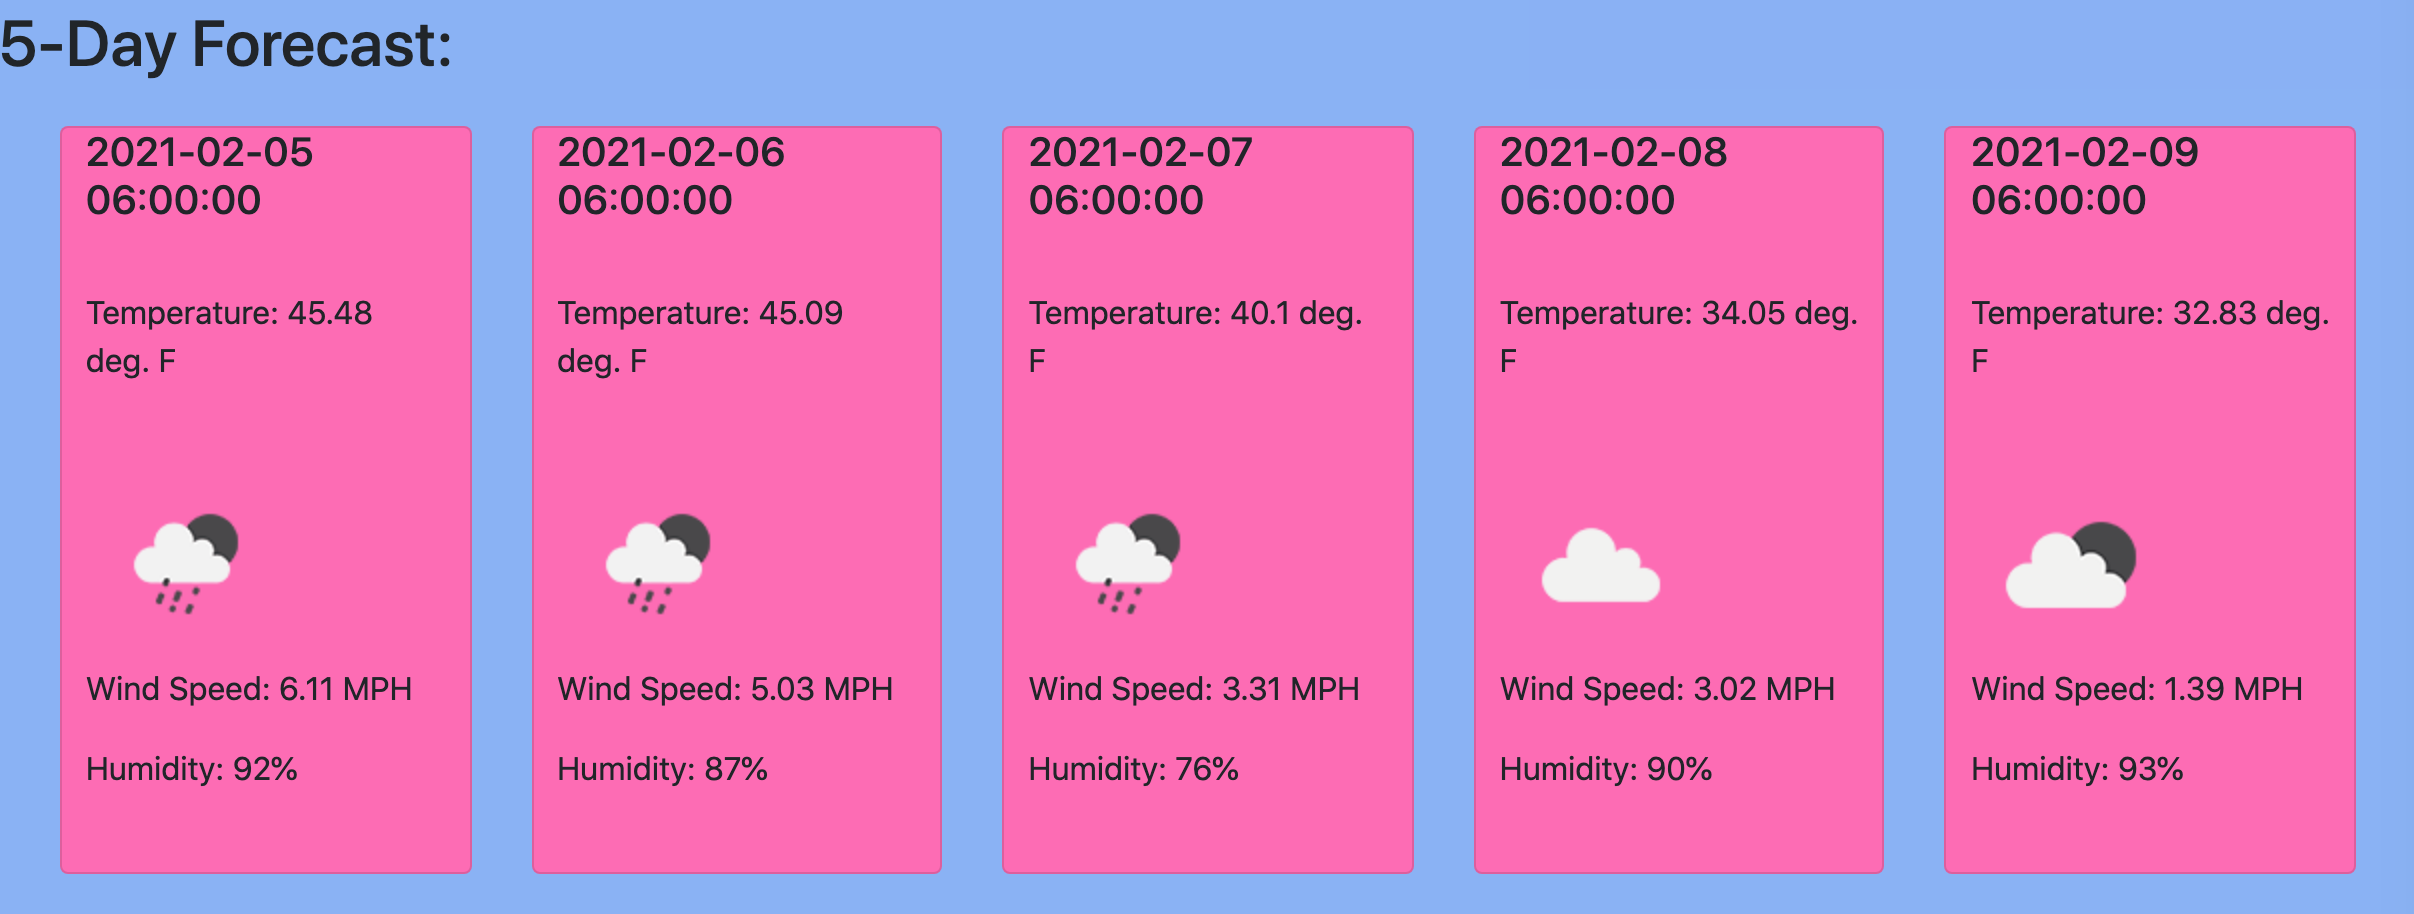 5-Day Forecast:
2021-02-05
06:00:00
Temperature: 45.48
deg. F
Wind Speed: 6.11 MPH
Humidity: 92%
2021-02-06
06:00:00
Temperature: 45.09
deg. F
Wind Speed: 5.03 MPH
Humidity: 87%
2021-02-07
06:00:00
Temperature: 40.1 deg.
F
Wind Speed: 3.31 MPH
Humidity: 76%
2021-02-08
06:00:00
Temperature: 34.05 deg.
F
Wind Speed: 3.02 MPH
Humidity: 90%
2021-02-09
06:00:00
Temperature: 32.83 deg.
F
Wind Speed: 1.39 MPH
Humidity: 93%